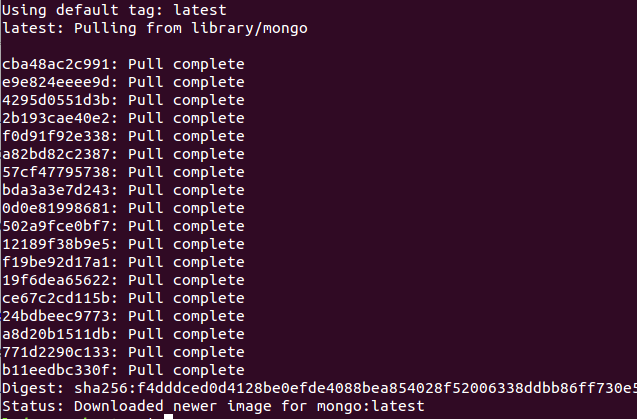 Using default tag: latest
latest: Pulling from library/mongo
cba48ac2c991: Pull complete
e9e824eeee9d: Pull complete
4295d0551d3b: Pull complete
2b193cae40e2: Pull complete
f0d91f92e338: Pull complete
a82bd82c2387: Pull complete
57cf47795738: Pull complete
bda3a3e7d243: Pull complete
0d0e81998681: Pull complete
502a9fce0bf7: Pull complete
12189f38b9e5: Pull complete
f19be92d17a1: Pull complete
19f6dea65622: Pull complete
ce67c2cd115b: Pull complete
24bdbeec9773: Pull complete
a8d20b1511db: Pull complete
771d2290c133: Pull complete
b11eedbc330f: Pull complete
Digest: sha256:f4dddced0d4128be0efde4088bea854028f52006338ddbb86ff730e5
Status: Downloaded newer image for mongo:latest